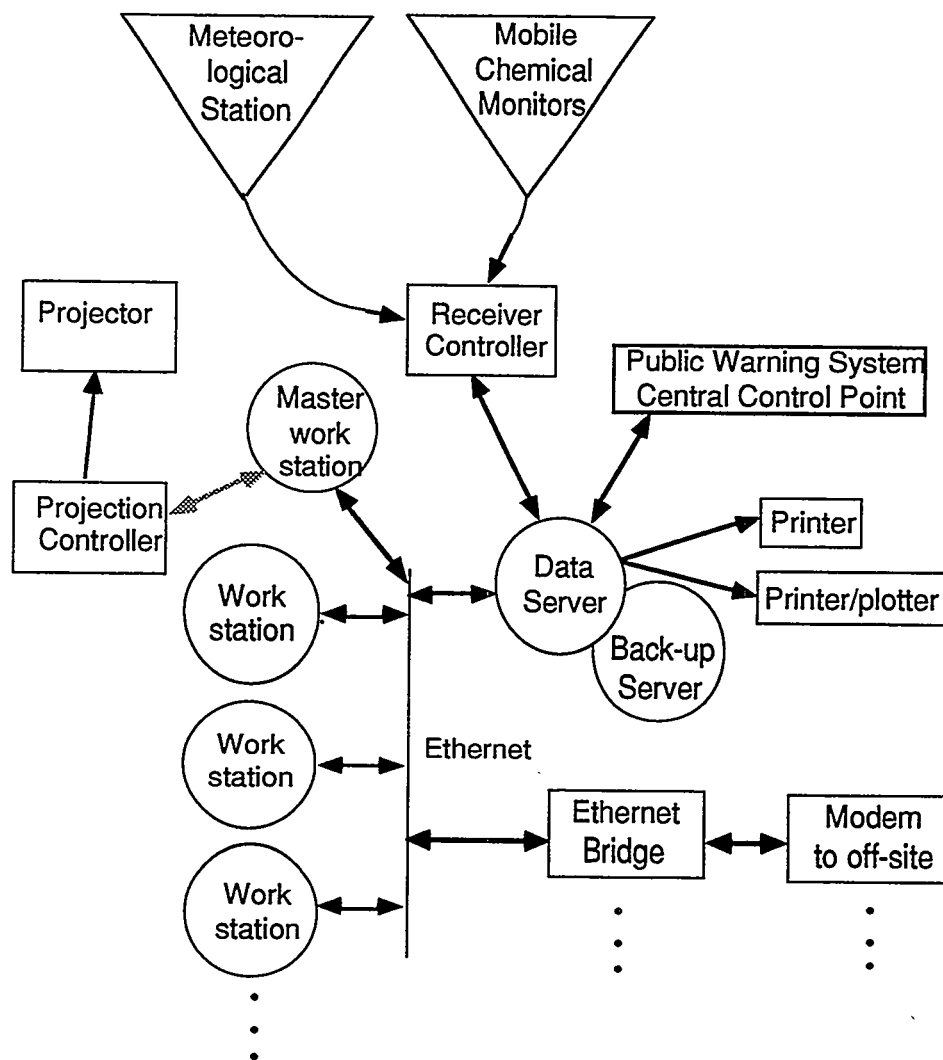 Meteoro-
logical
Station
Mobile
Chemical
Monitors
Projector
Receiver
Controller
Public Warning System
Central Control Point
Master
work
station
Projection
Controller
Printer
Data
Server
Printer/plotter
Work
station
Back-up
Server
Work
station
Ethernet
Ethernet
Bridge
Modem
to off-site
Work
station